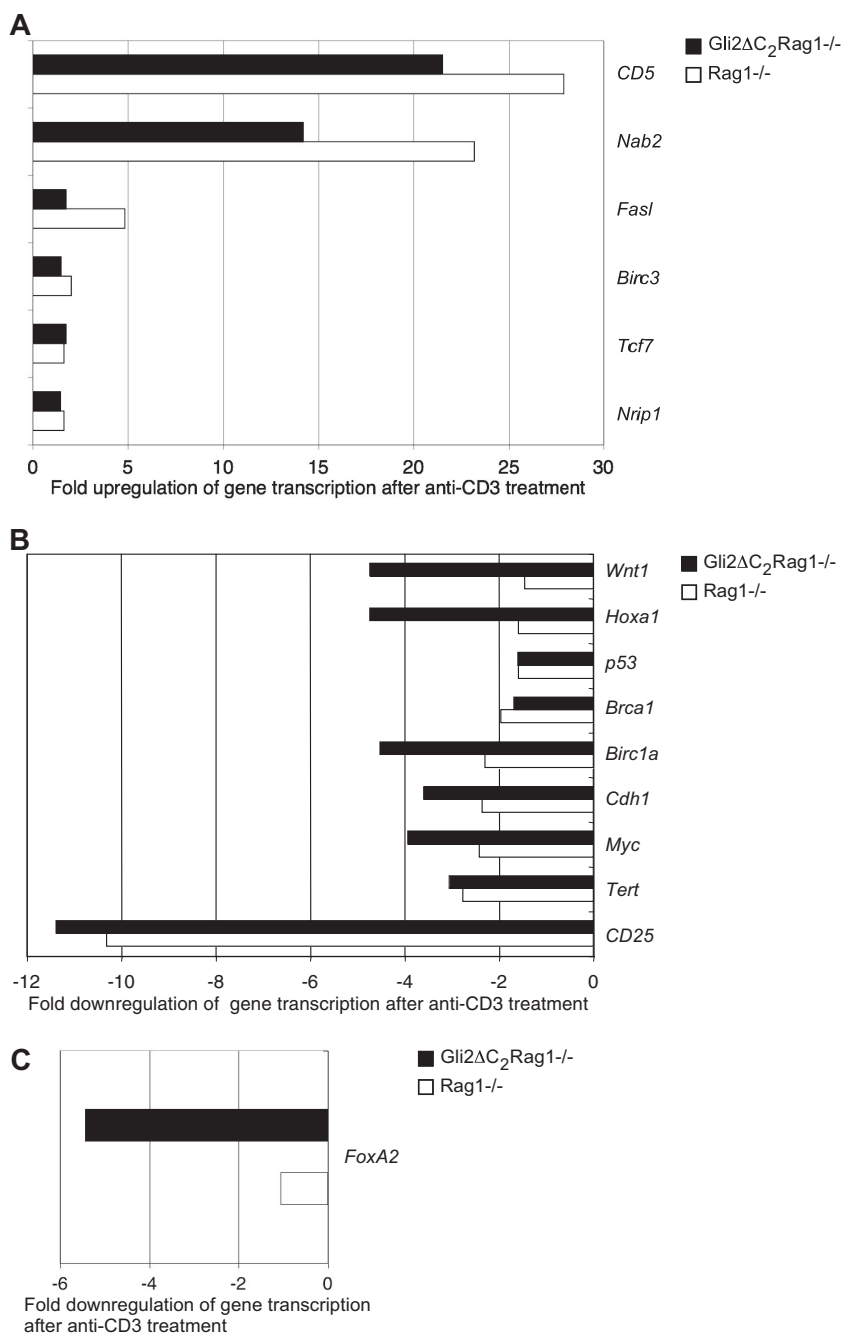 A
Gli2ΔC2Rag1-/-
Rag1-/-
CD5
Nab2
Fasl
Birc3
Tcf7
Nrip1
0 5 10 15 20 25 30
Fold upregulation of gene transcription after anti-CD3 treatment
B
Gli2ΔC2Rag1-/-
Rag1-/-
Wnt1
Hoxa1
p53
Brca1
Birc1a
Cdh1
Myc
Tert
CD25
-12 -10 -8 -6 -4 -2 0
Fold downregulation of gene transcription after anti-CD3 treatment
C
Gli2ΔC2Rag1-/-
Rag1-/-
FoxA2
-6 -4 -2 0
Fold downregulation of gene transcription
after anti-CD3 treatment